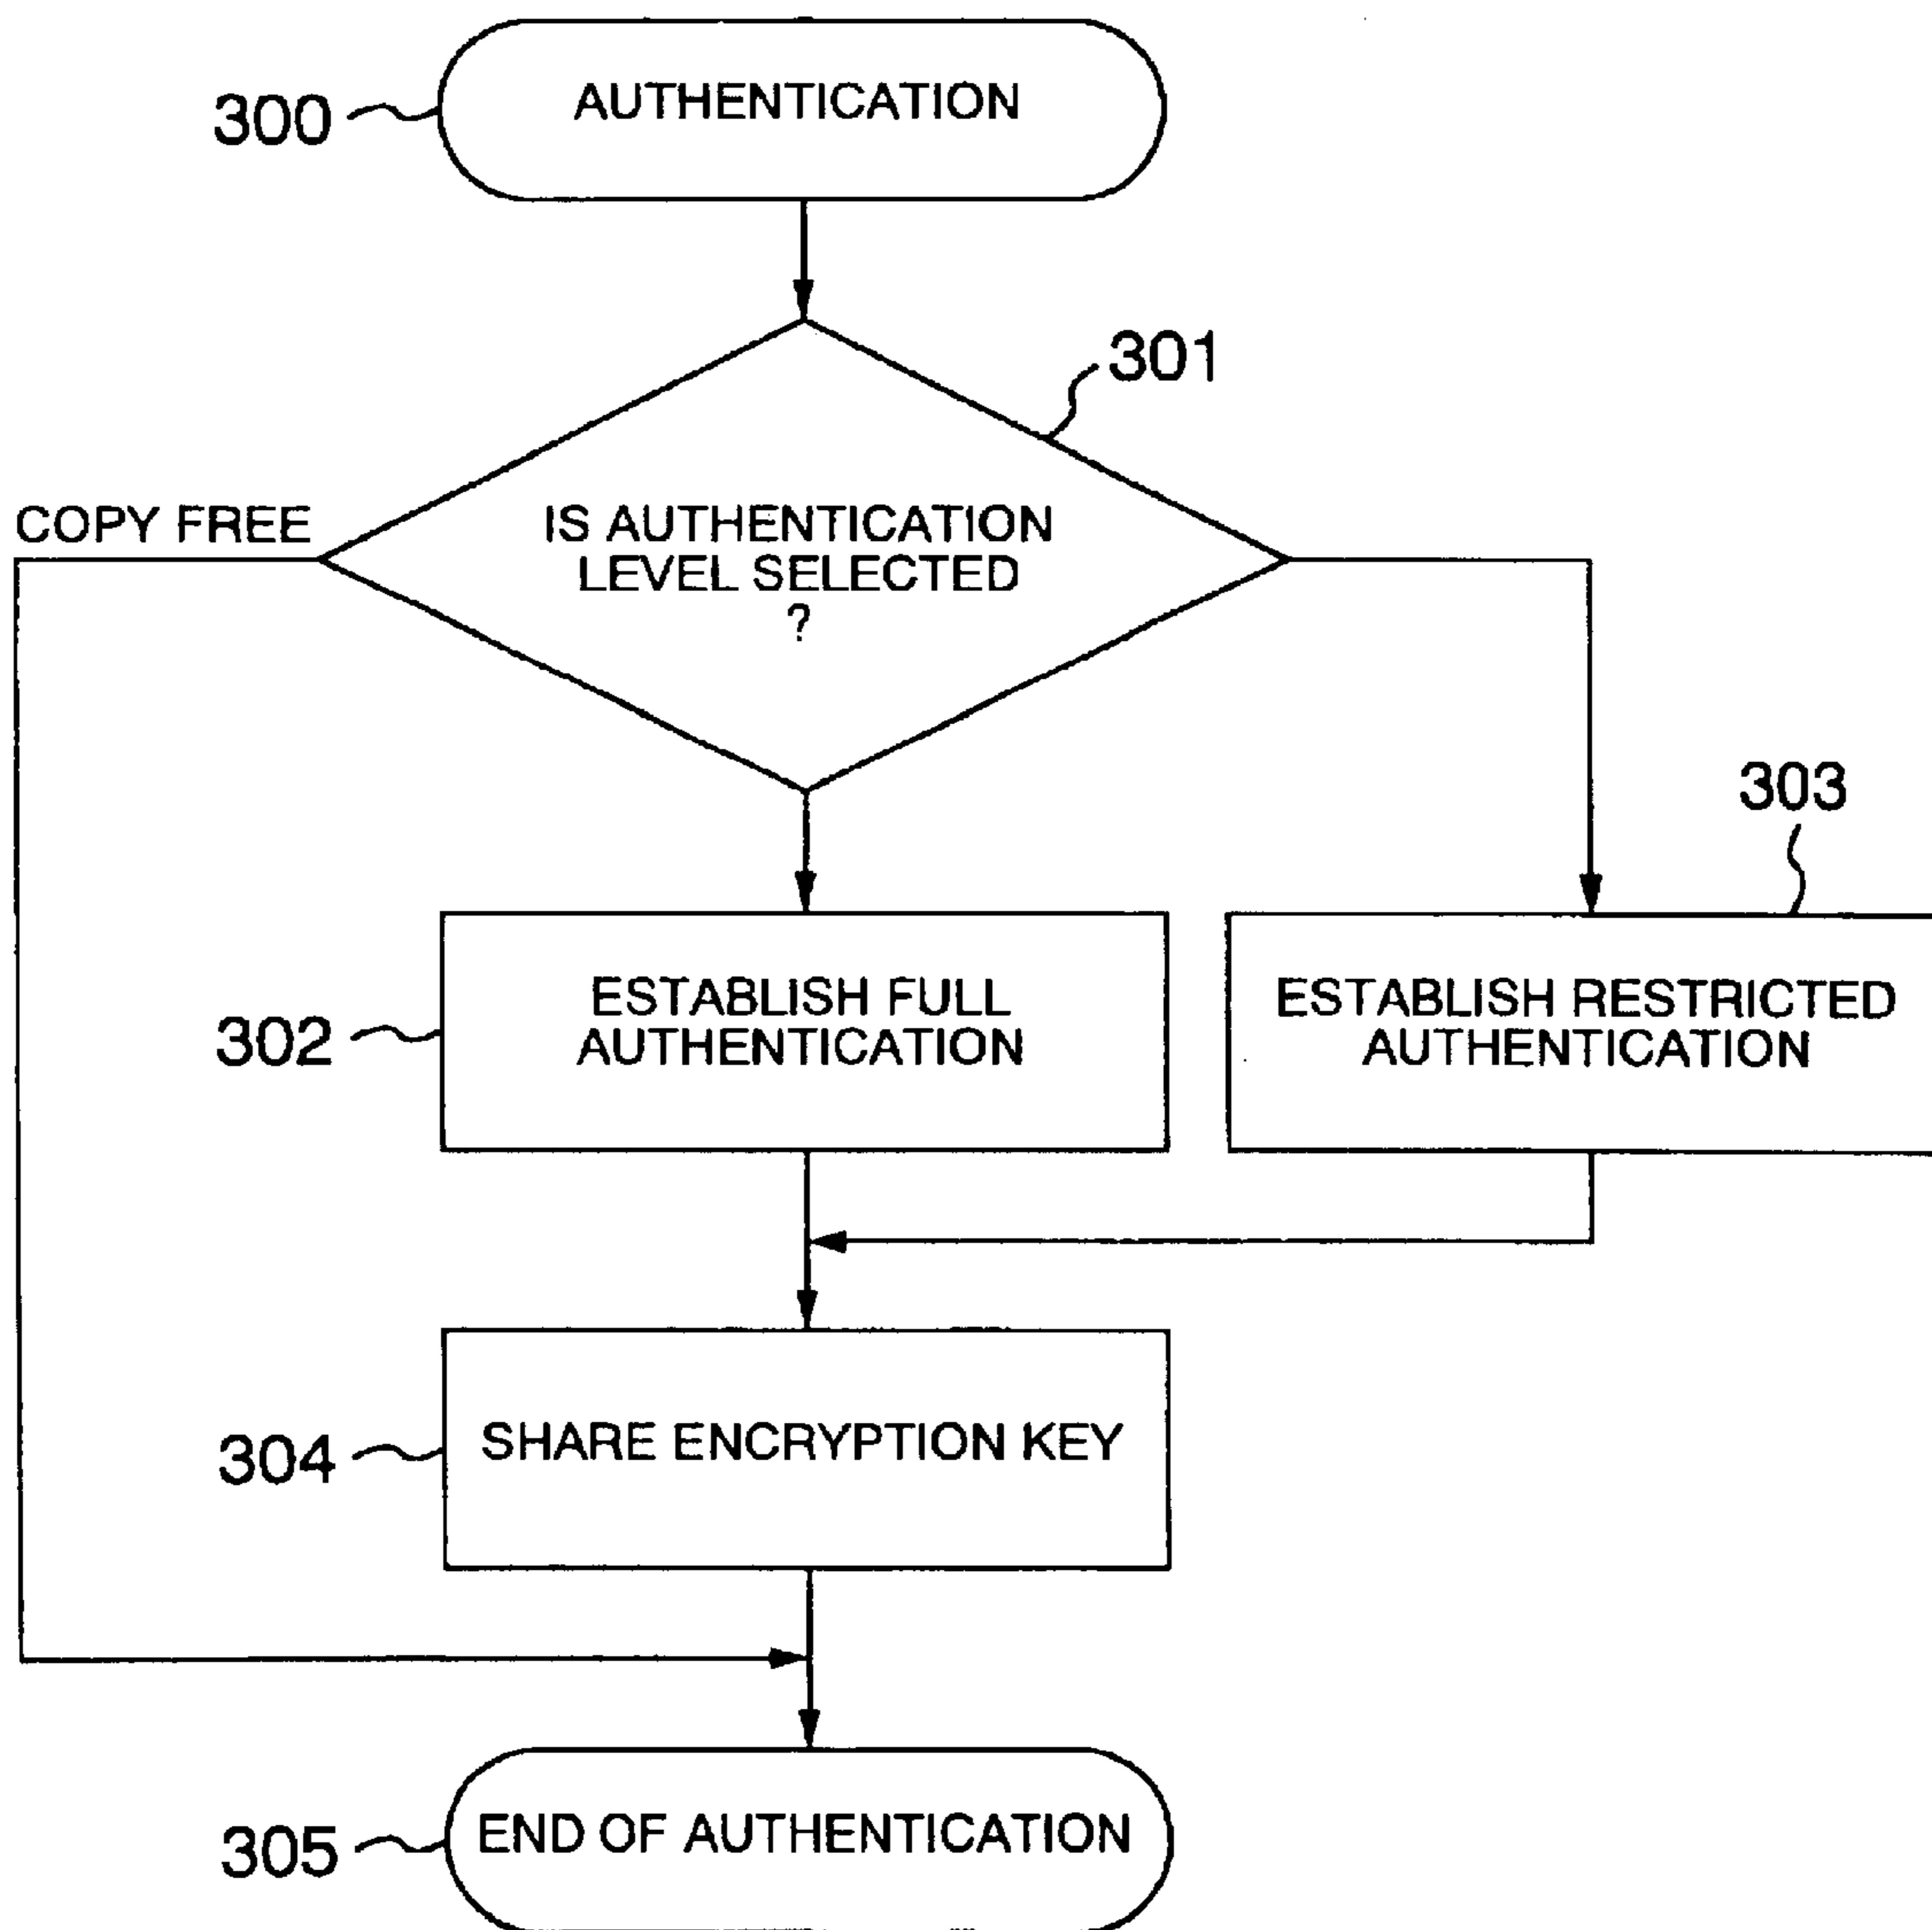 300
AUTHENTICATION
301
COPY FREE
IS AUTHENTICATION
LEVEL SELECTED
?
303
302
ESTABLISH FULL
AUTHENTICATION
ESTABLISH RESTRICTED
AUTHENTICATION
304
SHARE ENCRYPTION KEY
305
END OF AUTHENTICATION